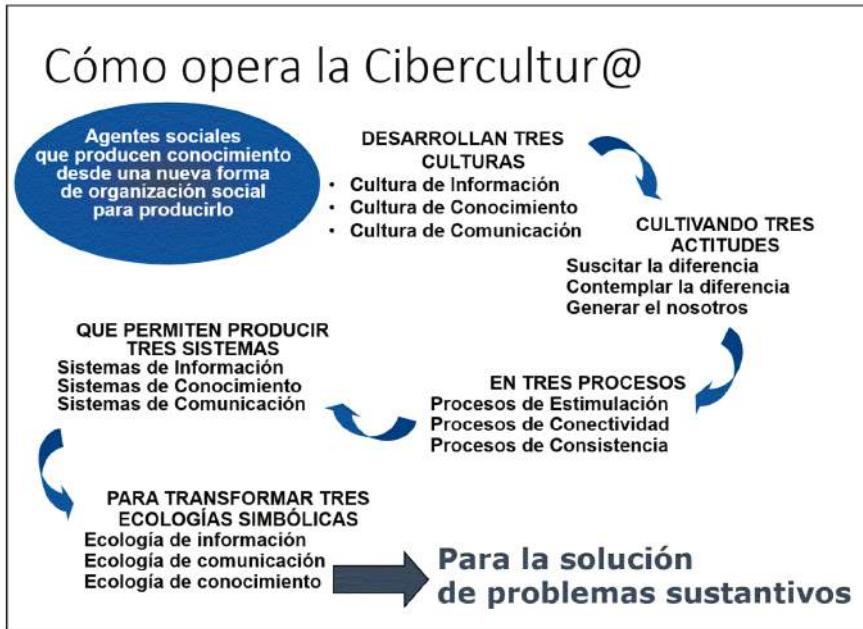 Cómo opera la Cibercultur@
Agentes sociales
que producen conocimiento
desde una nueva forma
de organización social
para producirlo
DESARROLLAN TRES
CULTURAS
• Cultura de Información
• Cultura de Conocimiento
• Cultura de Comunicación
CULTIVANDO TRES
ACTITUDES
Suscitar la diferencia
Contemplar la diferencia
Generar el nosotros
EN TRES PROCESOS
Procesos de Estimulación
Procesos de Conectividad
Procesos de Consistencia
QUE PERMITEN PRODUCIR
TRES SISTEMAS
Sistemas de Información
Sistemas de Conocimiento
Sistemas de Comunicación
PARA TRANSFORMAR TRES
ECOLOGÍAS SIMBÓLICAS
Ecología de información
Ecología de comunicación
Ecología de conocimiento
Para la solución
de problemas sustantivos